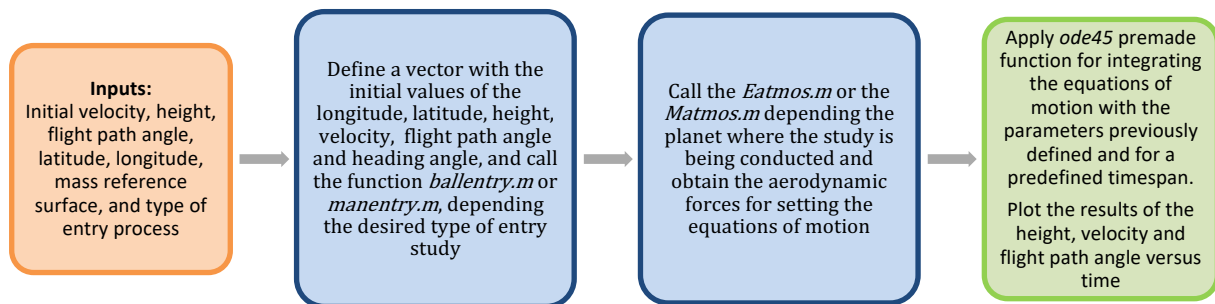 Inputs:
Initial velocity, height,
flight path angle,
latitude, longitude,
mass reference
surface, and type of
entry process
Define a vector with the
initial values of the
longitude, latitude, height,
velocity, flight path angle
and heading angle, and call
the function ballentry.m or
manentry.m, depending
the desired type of entry
study
Call the Eatmos.m or the
Matmos.m depending the
planet where the study is
being conducted and
obtain the aerodynamic
forces for setting the
equations of motion
Apply ode45 premade
function for integrating
the equations of
motion with the
parameters previously
defined and for a
predefined timespan.
Plot the results of the
height, velocity and
flight path angle versus
time